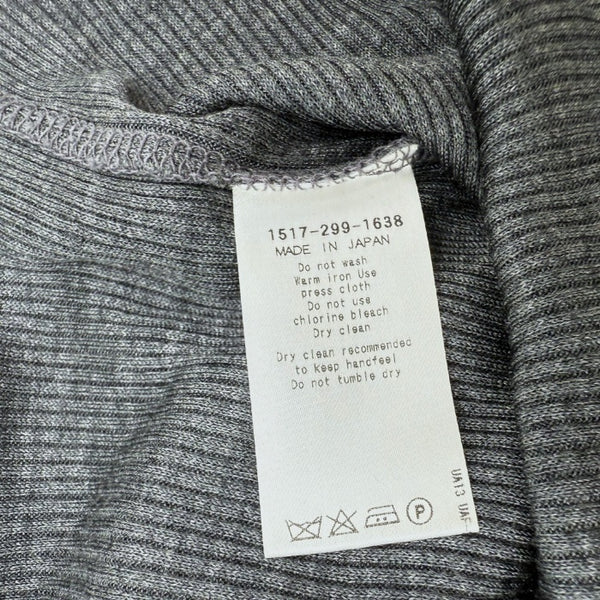 1517-299-1638
MADE IN JAPAN
Do not wash
Warm iron Use
press cloth
Do not use
chlorine bleach
Dry clean
Dry clean recommended
to keep handfeel
Do not tumble dry
P